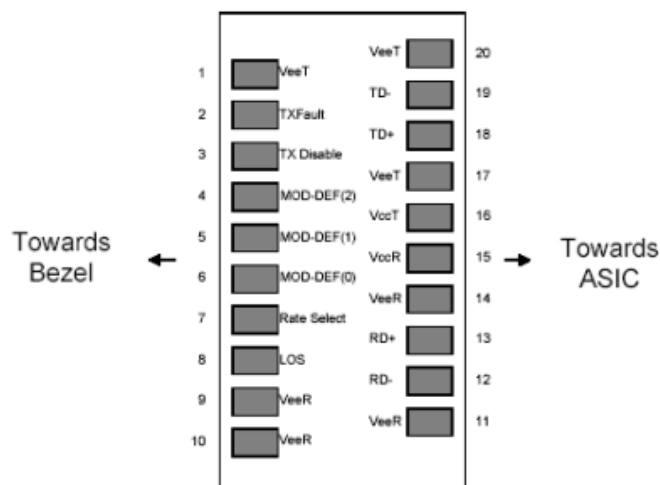 1 VeeT
2 TXFault
3 TX Disable
4 MOD-DEF(2)
5 MOD-DEF(1)
6 MOD-DEF(0)
7 Rate Select
8 LOS
9 VeeR
10 VeeR
VeeT 20
TD- 19
TD+ 18
VeeT 17
VccT 16
VccR 15
VeeR 14
RD+ 13
RD- 12
VeeR 11
Towards
Bezel
Towards
ASIC